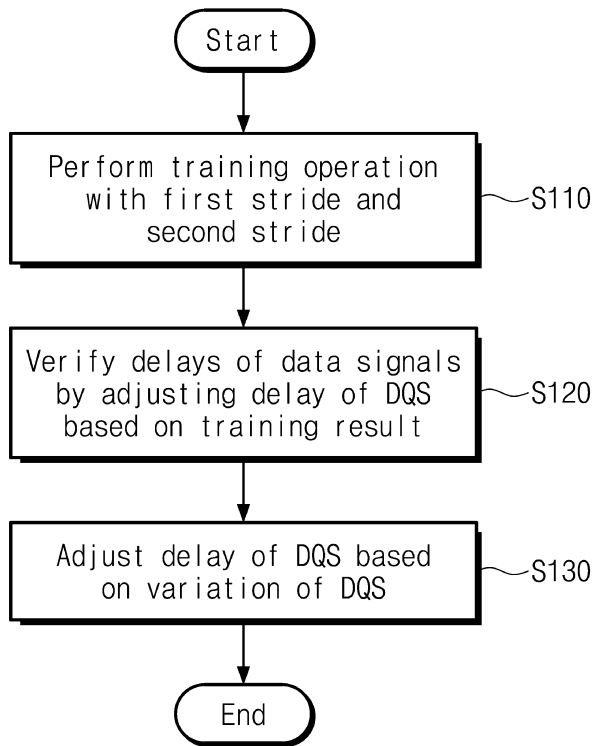 Start
Perform training operation
with first stride and
second stride
S110
Verify delays of data signals
by adjusting delay of DQS
based on training result
S120
Adjust delay of DQS based
on variation of DQS
S130
End